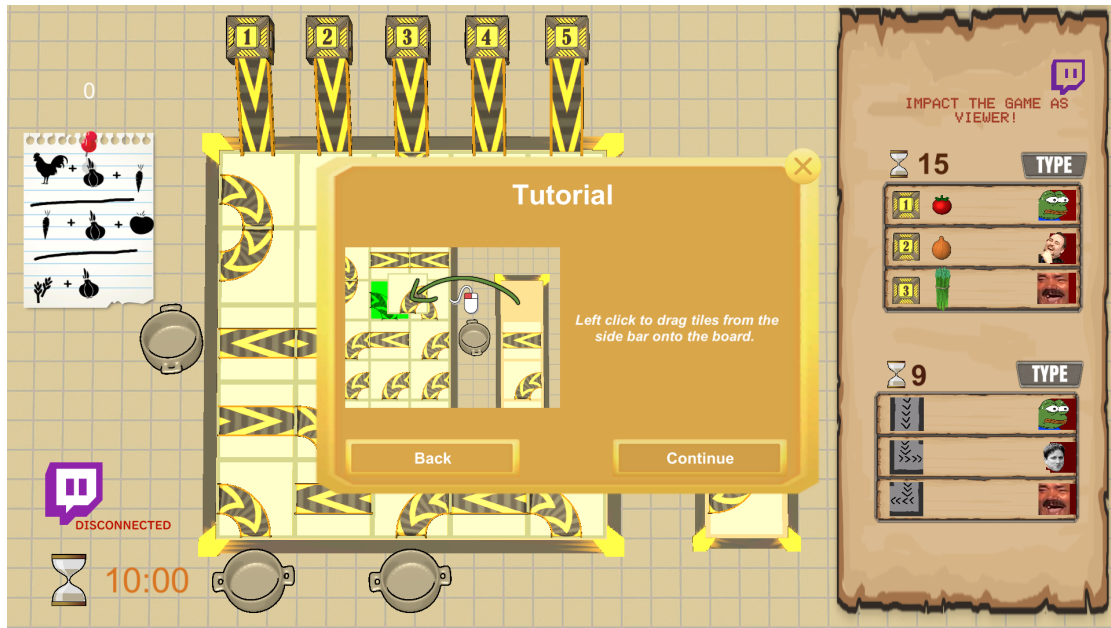 1 2 3 4 5
0
IMPACT THE GAME AS
VIEWER!
15 TYPE
1
2
3
9 TYPE
Tutorial
Left click to drag tiles from the
side bar onto the board.
Back Continue
DISCONNECTED
10:00